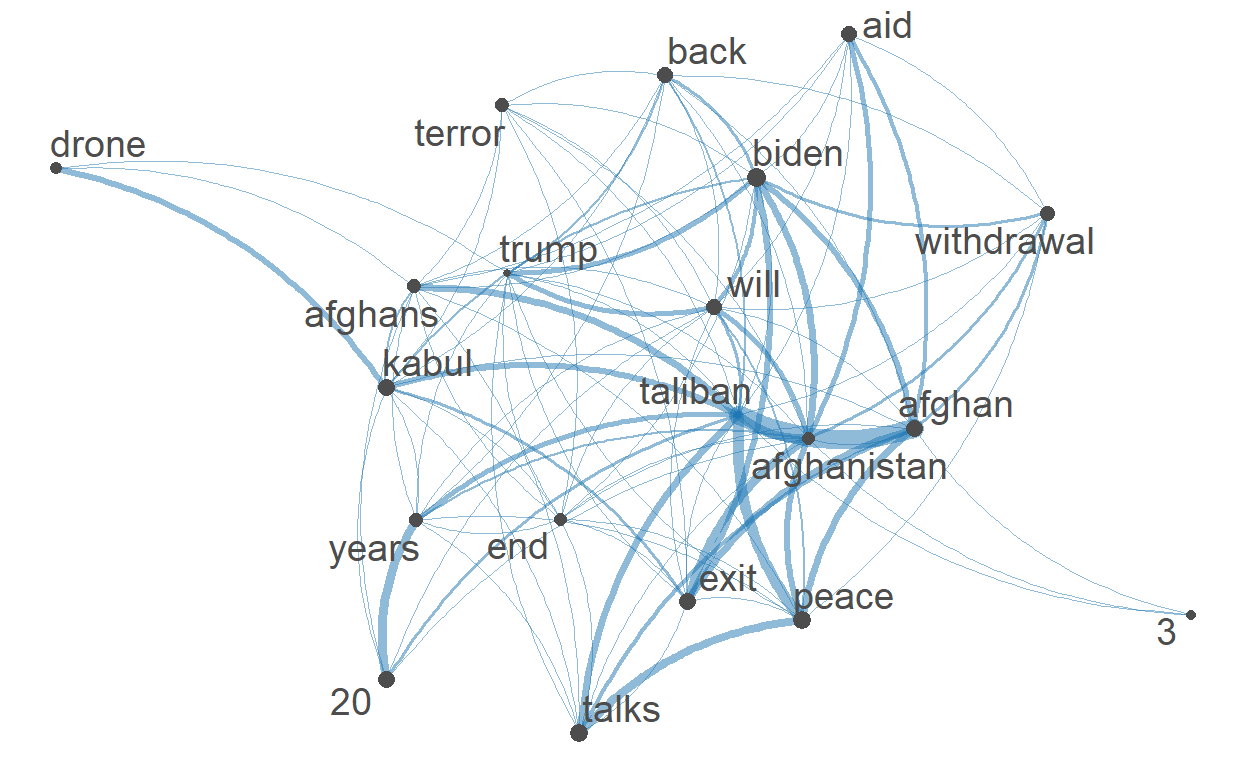 aid
back
terror
drone
biden
withdrawal
trump
will
afghans
kabul
taliban
afghan
afghanistan
years
end
exit
peace
3
20
talks